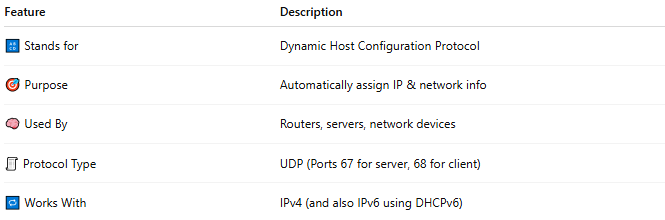 Feature Description
🔠 Stands for Dynamic Host Configuration Protocol
🎯 Purpose Automatically assign IP & network info
🧠 Used By Routers, servers, network devices
🧾 Protocol Type UDP (Ports 67 for server, 68 for client)
🔁 Works With IPv4 (and also IPv6 using DHCPv6)